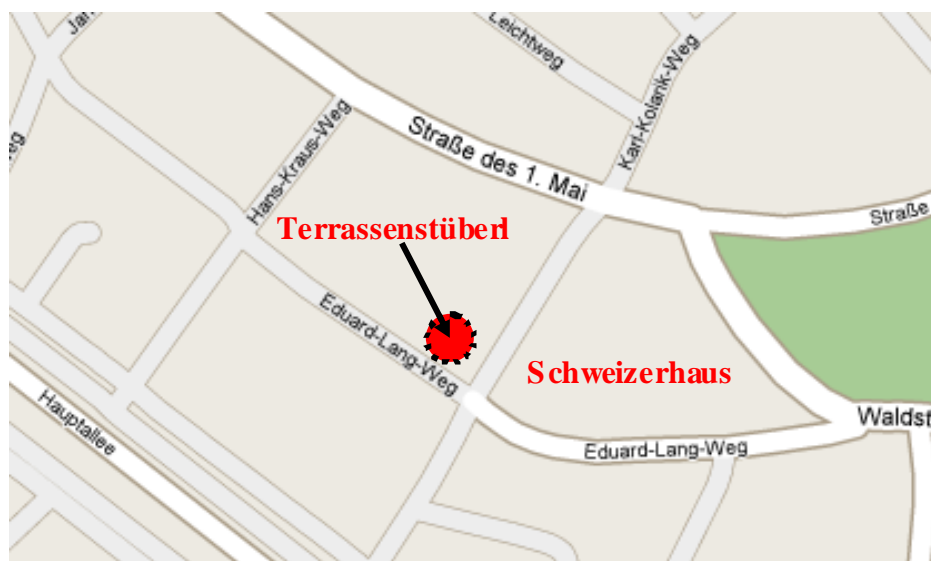 Leichtweg
Karl-Kolarik-Weg
Straße des 1. Mai
Hans-Kraus-Weg
Straße
Terrassenstüberl
Eduard-Lang-Weg
Schweizerhaus
Hauptallee
Waldst
Eduard-Lang-Weg